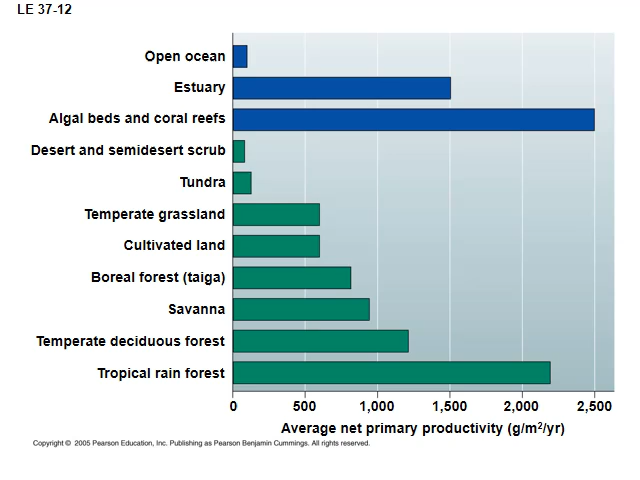 LE 37-12
Open ocean
Estuary
Algal beds and coral reefs
Desert and semidesert scrub
Tundra
Temperate grassland
Cultivated land
Boreal forest (taiga)
Savanna
Temperate deciduous forest
Tropical rain forest
0 500 1,000 1,500 2,000 2,500
Average net primary productivity (g/m²/yr)
Copyright © 2005 Pearson Education, Inc. Publishing as Pearson Benjamin Cummings. All rights reserved.